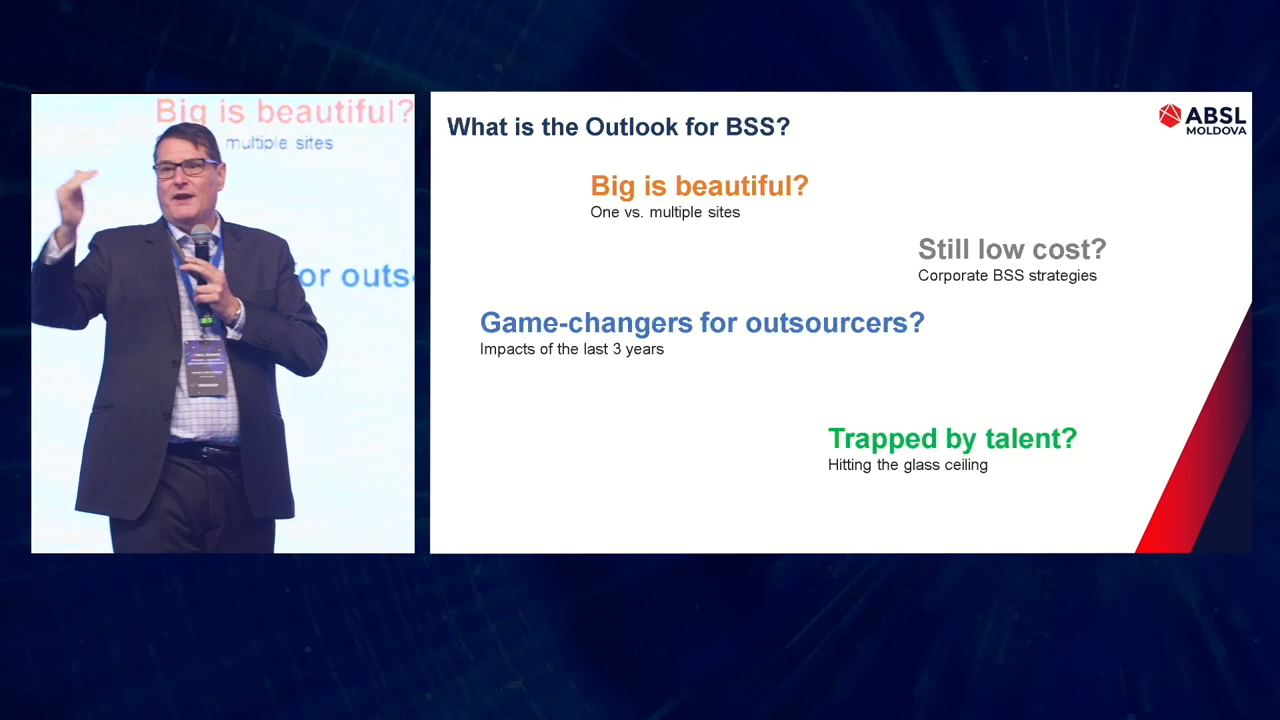 Big is beautiful?
multiple sites
or outs
What is the Outlook for BSS?
ABSL
MOLDOVA
Big is beautiful?
One vs. multiple sites
Still low cost?
Corporate BSS strategies
Game-changers for outsourcers?
Impacts of the last 3 years
Trapped by talent?
Hitting the glass ceiling